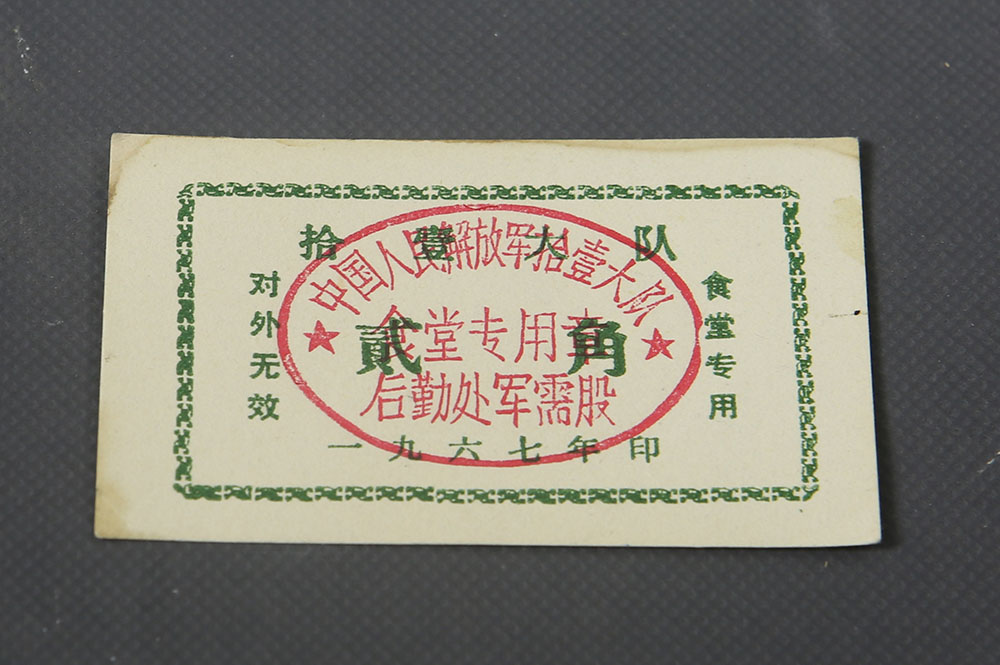 拾壹大队
对外无效
貳角
食堂专用
一九六七年印
中国人民解放军拾壹大队
食堂专用章
后勤处军需股